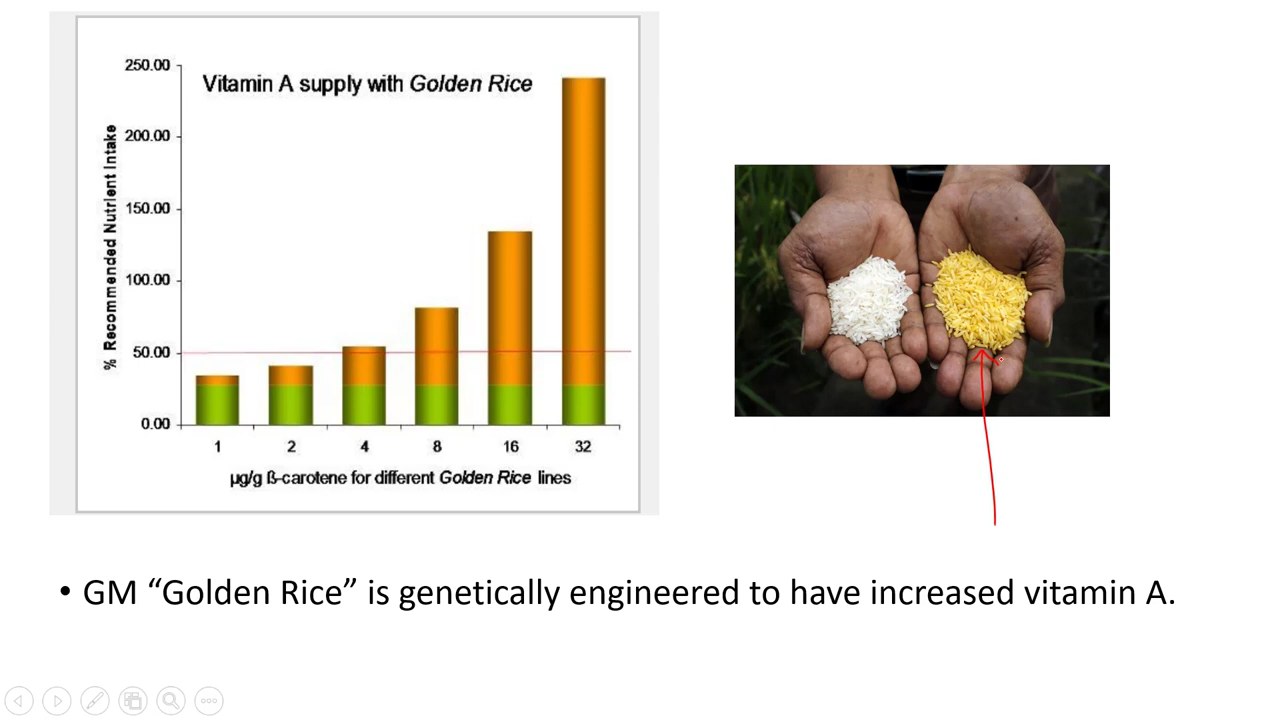 Vitamin A supply with Golden Rice
% Recommended Nutrient Intake
250.00
200.00
150.00
100.00
50.00
0.00
1 2 4 8 16 32
µg/g ß-carotene for different Golden Rice lines
• GM “Golden Rice” is genetically engineered to have increased vitamin A.